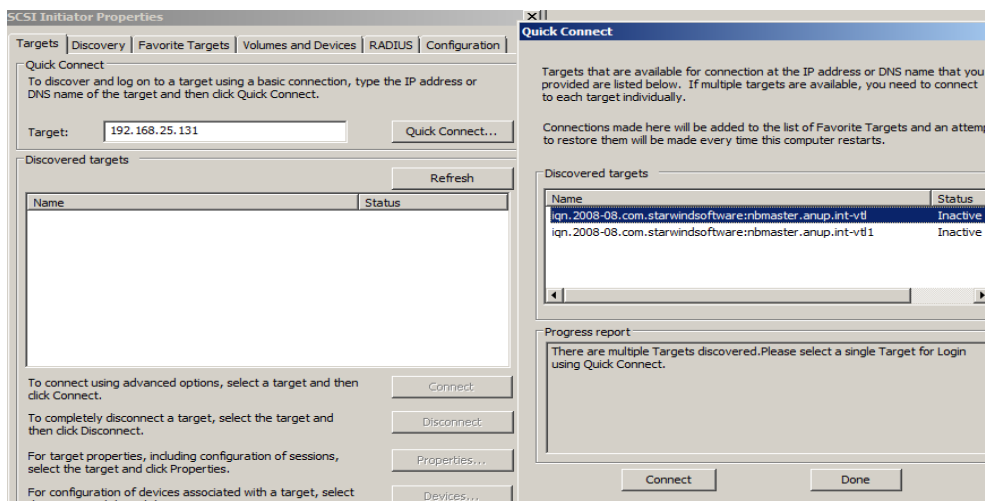 SCSI Initiator Properties
Targets Discovery Favorite Targets Volumes and Devices RADIUS Configuration
Quick Connect
To discover and log on to a target using a basic connection, type the IP address or
DNS name of the target and then click Quick Connect.
Target: 192.168.25.131 Quick Connect...
Discovered targets
Refresh
Name Status
To connect using advanced options, select a target and then
click Connect.
Connect
To completely disconnect a target, select the target and
then click Disconnect.
Disconnect
For target properties, including configuration of sessions,
select the target and click Properties.
Properties...
For configuration of devices associated with a target, select
Devices...
Quick Connect
Targets that are available for connection at the IP address or DNS name that you
provided are listed below. If multiple targets are available, you need to connect
to each target individually.
Connections made here will be added to the list of Favorite Targets and an attemp
to restore them will be made every time this computer restarts.
Discovered targets
Name Status
iqn.2008-08.com.starwindsoftware:nbmaster.anup.int-vtl Inactive
iqn.2008-08.com.starwindsoftware:nbmaster.anup.int-vtl1 Inactive
Progress report
There are multiple Targets discovered.Please select a single Target for Login
using Quick Connect.
Connect Done